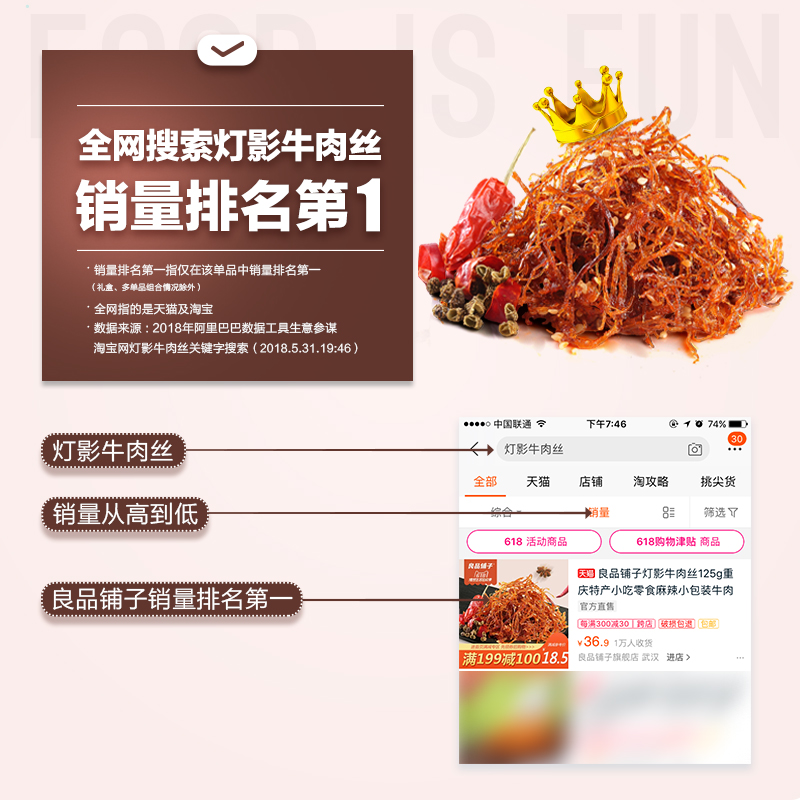 FOOD IS FUN
全网搜索灯影牛肉丝
销量排名第1
· 销量排名第一指仅在该单品中销量排名第一
（礼盒、多单品组合情况除外）
· 全网指的是天猫及淘宝
· 数据来源：2018年阿里巴巴数据工具生意参谋
淘宝网灯影牛肉丝关键字搜索（2018.5.31.19:46）
灯影牛肉丝
销量从高到低
良品铺子销量排名第一
中国联通 下午7:46 74%
灯影牛肉丝
30
全部 天猫 店铺 淘攻略 挑尖货
综合 销量 筛选
618 活动商品 618购物津贴 商品
良品铺子
满199减100 18.5
天猫 良品铺子灯影牛肉丝125g重
庆特产小吃零食麻辣小包装牛肉
官方直售
每满300减30 跨店 破损包退 包邮
¥36.9 1万人收货
良品铺子旗舰店 武汉 进店 >